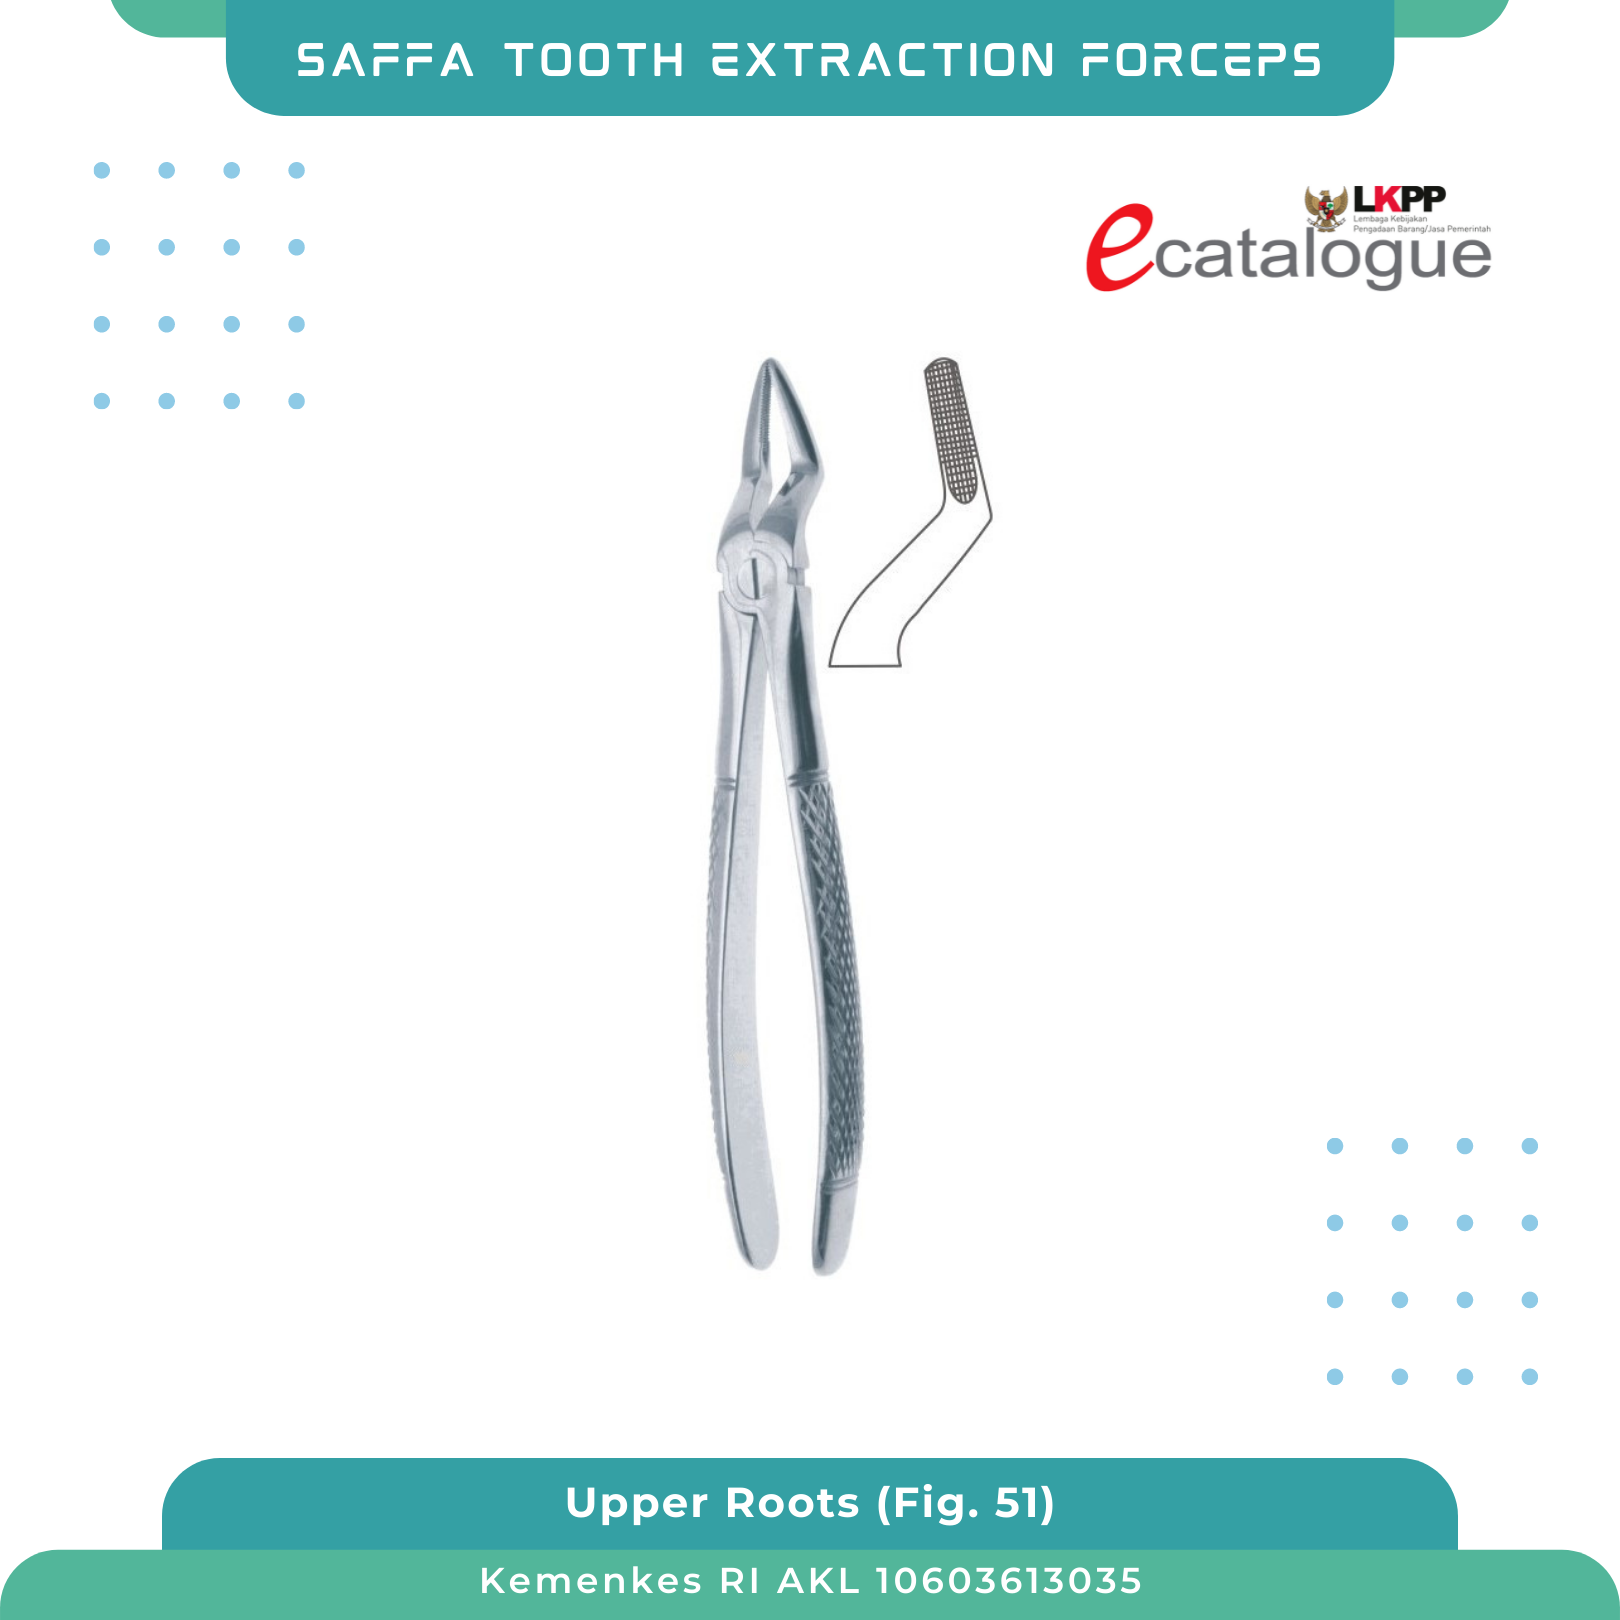 SAFFA TOOTH EXTRACTION FORCEPS
LKPP
Lembaga Kebijakan
Pengadaan Barang/Jasa Pemerintah
ecatalogue
Upper Roots (Fig. 51)
Kemenkes RI AKL 10603613035